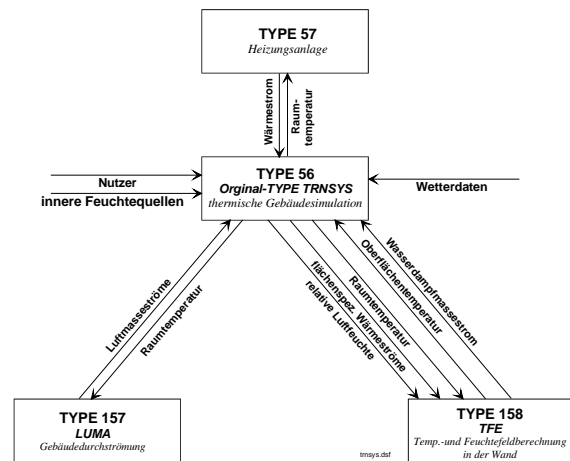 TYPE 57
Heizungsanlage
Wärmestrom
Raum-
temperatur
TYPE 56
Orginal-TYPE TRNSYS
thermische Gebäudesimulation
Nutzer
innere Feuchtequellen
Wetterdaten
Luftmasseströme
Raumtemperatur
Wasserdampfmassestrom
Oberflächentemperatur
Raumtemperatur
flächenspez. Wärmeströme
relative Luftfeuchte
TYPE 157
LUMA
Gebäudedurchströmung
TYPE 158
TFE
Temp.-und Feuchtefeldberechnung
in der Wand
trnsys.dsf